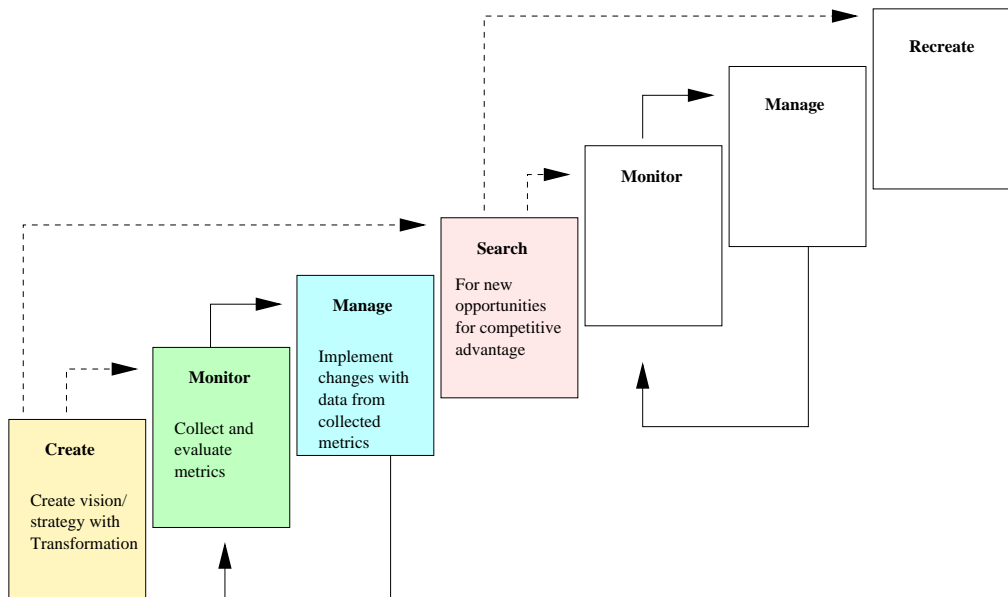 Create
Create vision/
strategy with
Transformation
Monitor
Collect and
evaluate
metrics
Manage
Implement
changes with
data from
collected
metrics
Search
For new
opportunities
for competitive
advantage
Monitor
Manage
Recreate